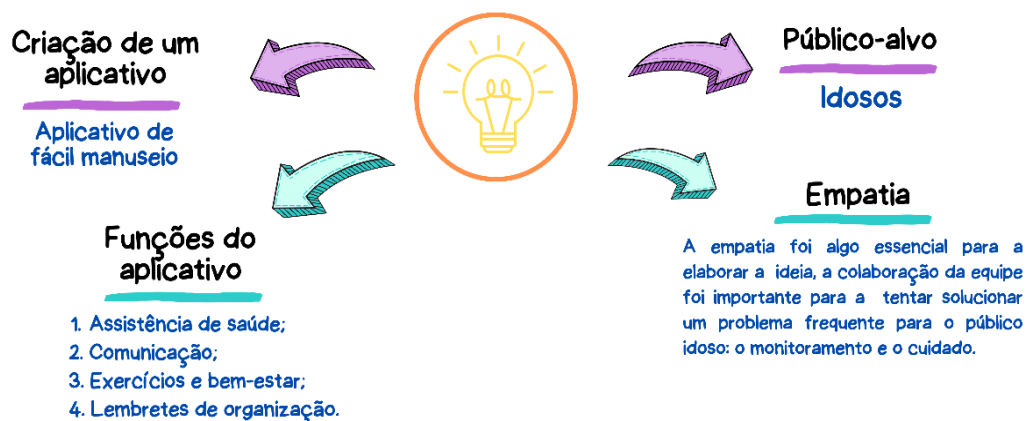 Criação de um
aplicativo
Aplicativo de
fácil manuseio
Funções do
aplicativo
1. Assistência de saúde;
2. Comunicação;
3. Exercícios e bem-estar;
4. Lembretes de organização.
Público-alvo
Idosos
Empatia
A empatia foi algo essencial para a
elaborar a ideia, a colaboração da equipe
foi importante para a tentar solucionar
um problema frequente para o público
idoso: o monitoramento e o cuidado.